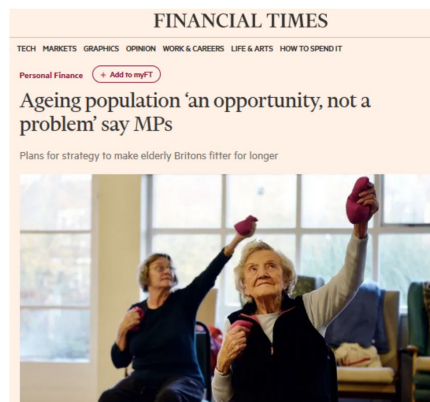 FINANCIAL TIMES
TECH MARKETS GRAPHICS OPINION WORK & CAREERS LIFE & ARTS HOW TO SPEND IT
Personal Finance + Add to myFT
Ageing population ‘an opportunity, not a
problem’ say MPs
Plans for strategy to make elderly Britons fitter for longer